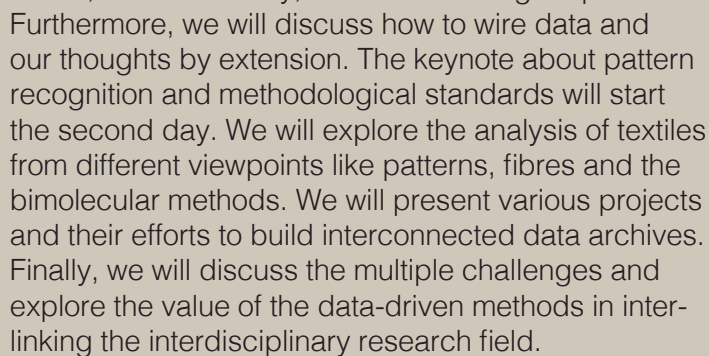 Furthermore, we will discuss how to wire data and
our thoughts by extension. The keynote about pattern
recognition and methodological standards will start
the second day. We will explore the analysis of textiles
from different viewpoints like patterns, fibres and the
bimolecular methods. We will present various projects
and their efforts to build interconnected data archives.
Finally, we will discuss the multiple challenges and
explore the value of the data-driven methods in inter-
linking the interdisciplinary research field.